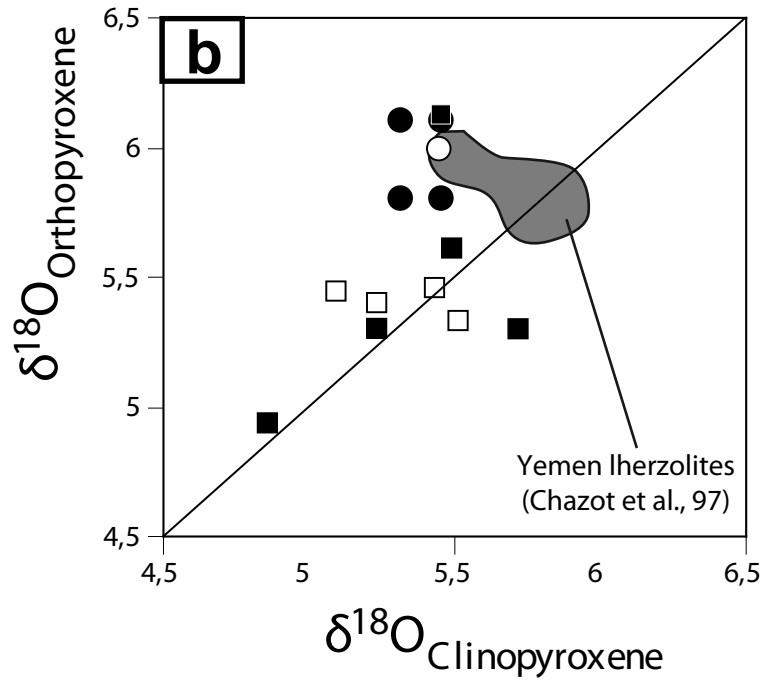 b
6,5
6
5,5
5
4,5
δ18OOrthopyroxene
Yemen lherzolites
(Chazot et al., 97)
4,5 5 5,5 6 6,5
δ18OClinopyroxene